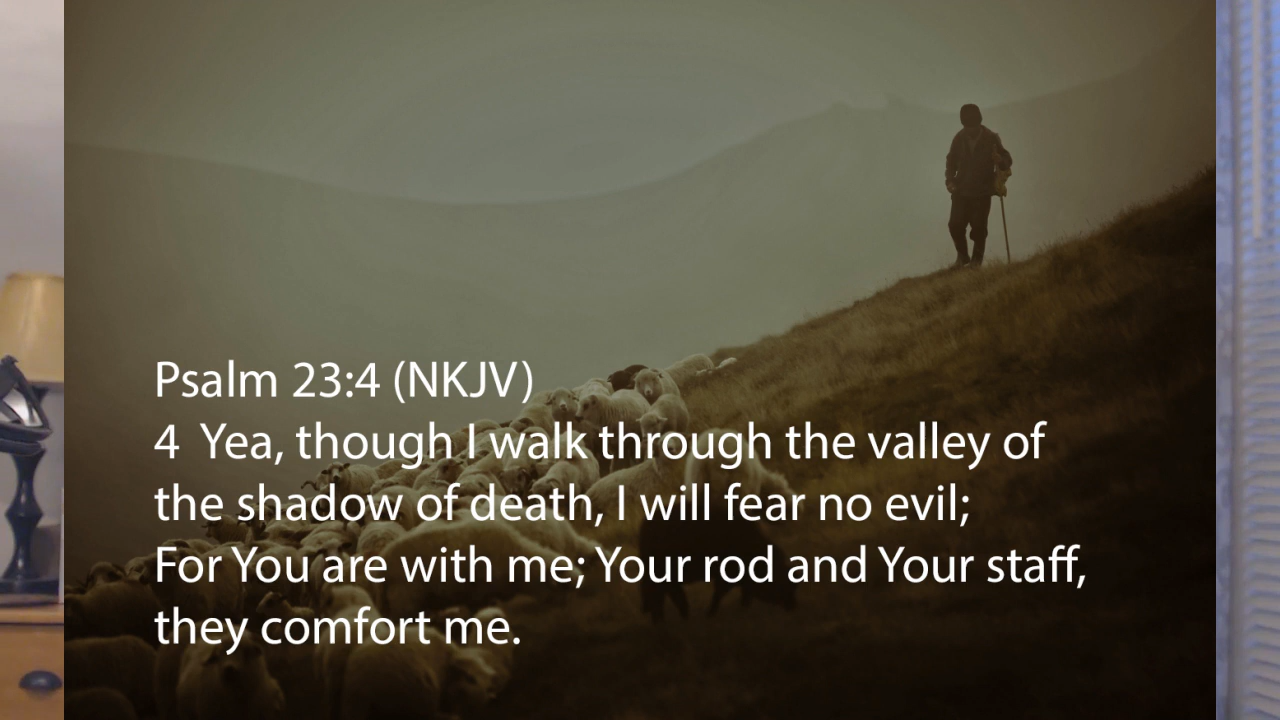 Psalm 23:4 (NKJV)
4  Yea, though I walk through the valley of
the shadow of death, I will fear no evil;
For You are with me; Your rod and Your staff,
they comfort me.